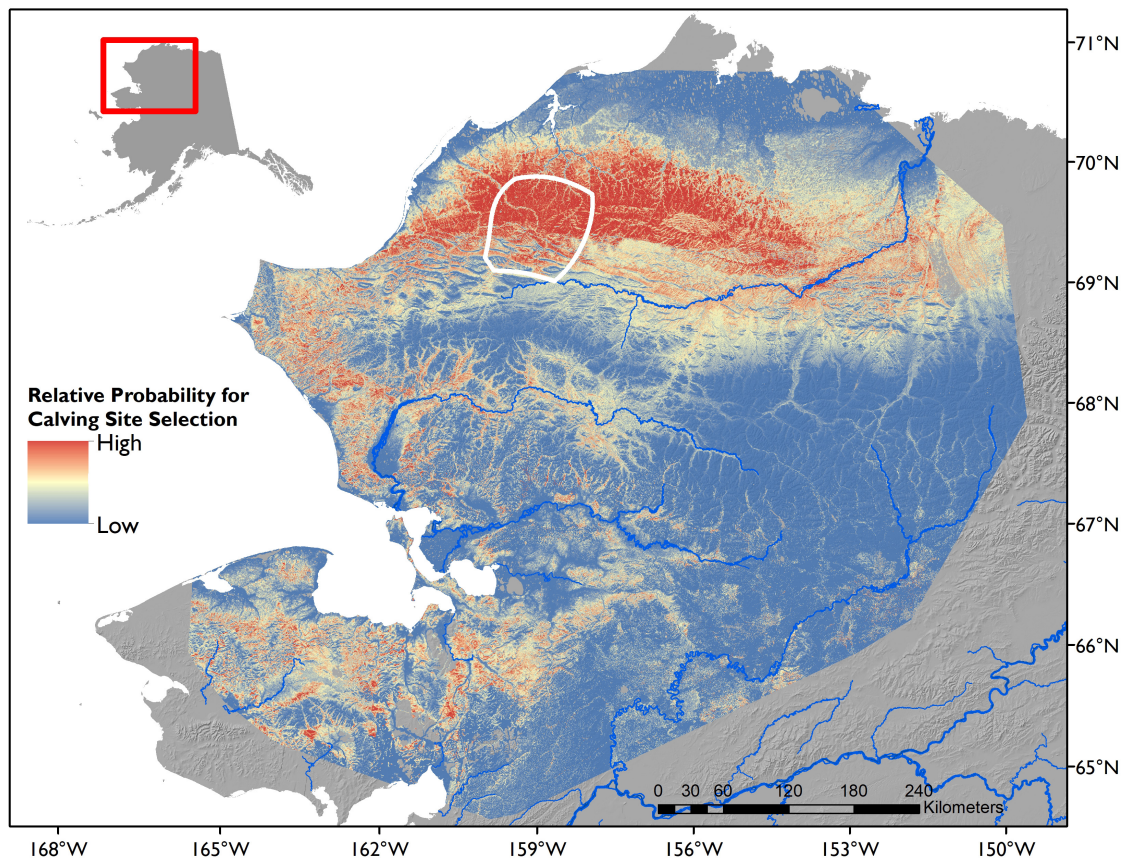 71°N
70°N
69°N
68°N
67°N
66°N
65°N
Relative Probability for
Calving Site Selection
High
Low
0 30 60 120 180 240
Kilometers
168°W 165°W 162°W 159°W 156°W 153°W 150°W